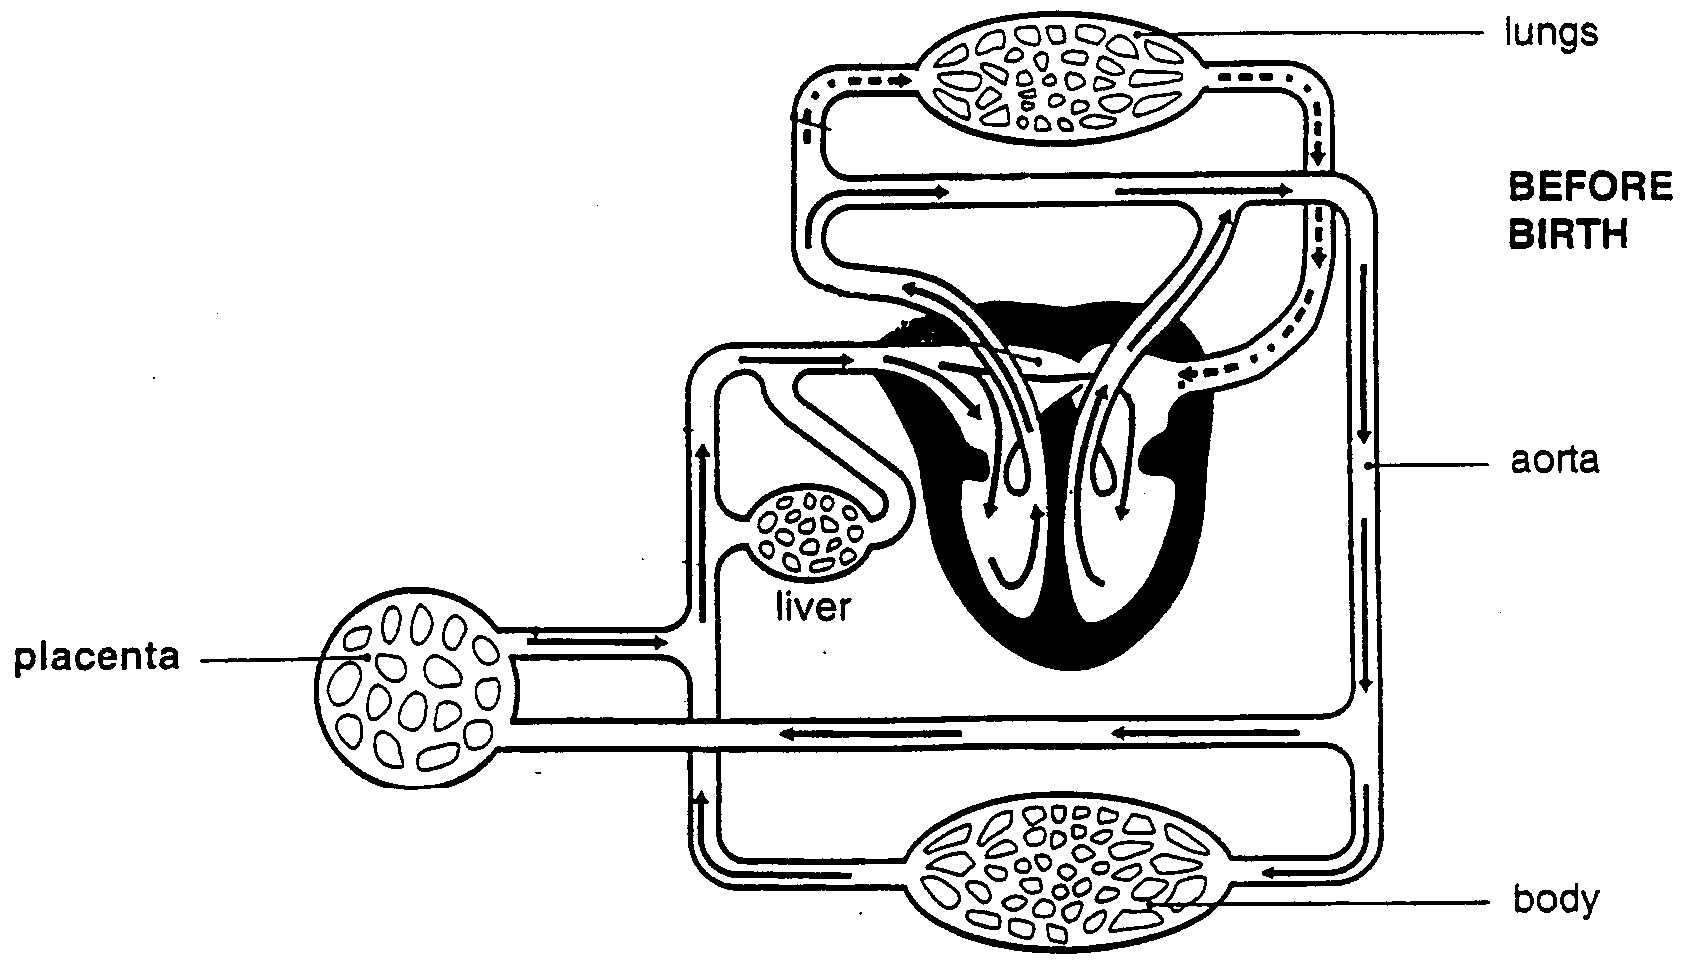 lungs
BEFORE
BIRTH
aorta
liver
placenta
body